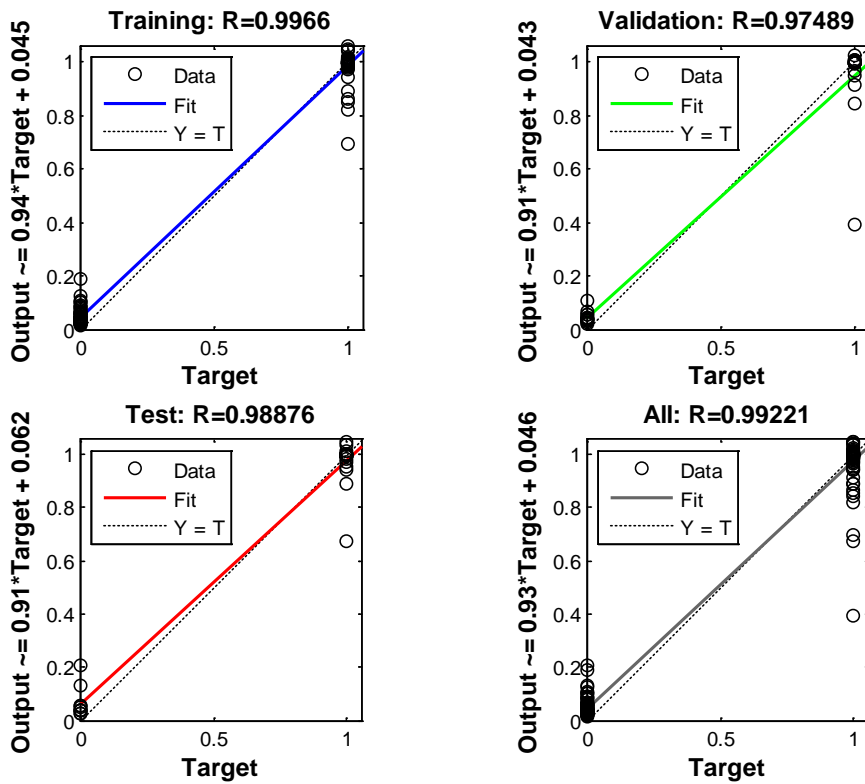 Training: R=0.9966
Output ~= 0.94*Target + 0.045
1
0.8
0.6
0.4
0.2
0
Data
Fit
Y = T
0 0.5 1
Target
Validation: R=0.97489
Output ~= 0.91*Target + 0.043
1
0.8
0.6
0.4
0.2
0
Data
Fit
Y = T
0 0.5 1
Target
Test: R=0.98876
Output ~= 0.91*Target + 0.062
1
0.8
0.6
0.4
0.2
0
Data
Fit
Y = T
0 0.5 1
Target
All: R=0.99221
Output ~= 0.93*Target + 0.046
1
0.8
0.6
0.4
0.2
0
Data
Fit
Y = T
0 0.5 1
Target